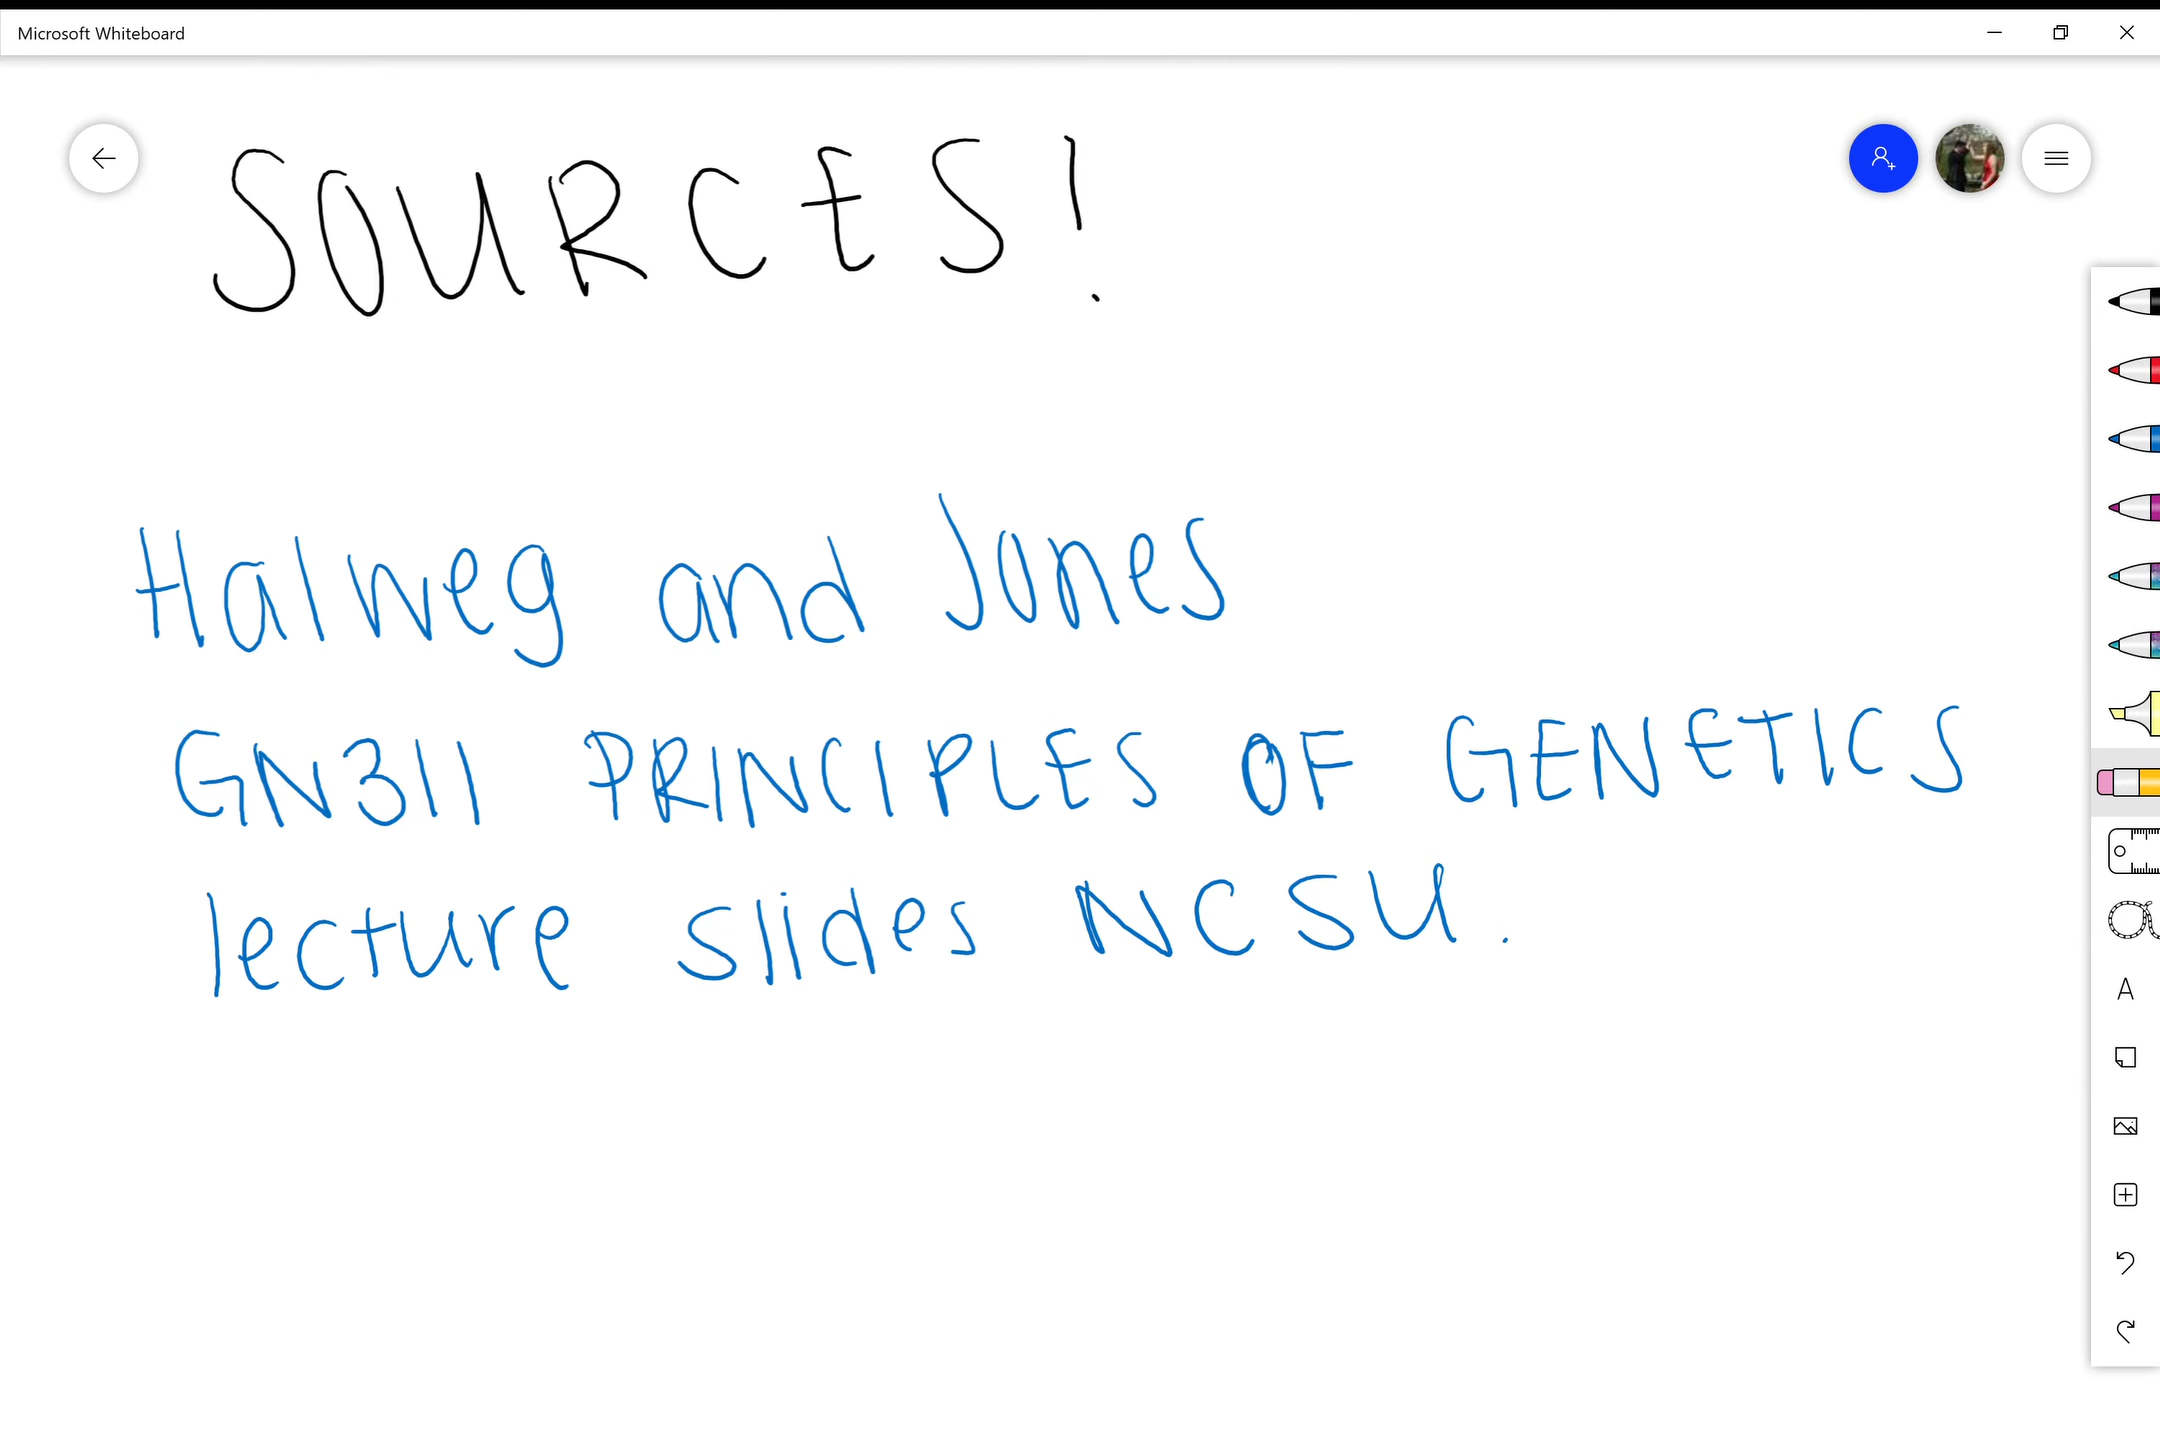 Microsoft Whiteboard
SOURCES!
Halweg and Jones
GN311 PRINCIPLES OF GENETICS
lecture slides NCSU.